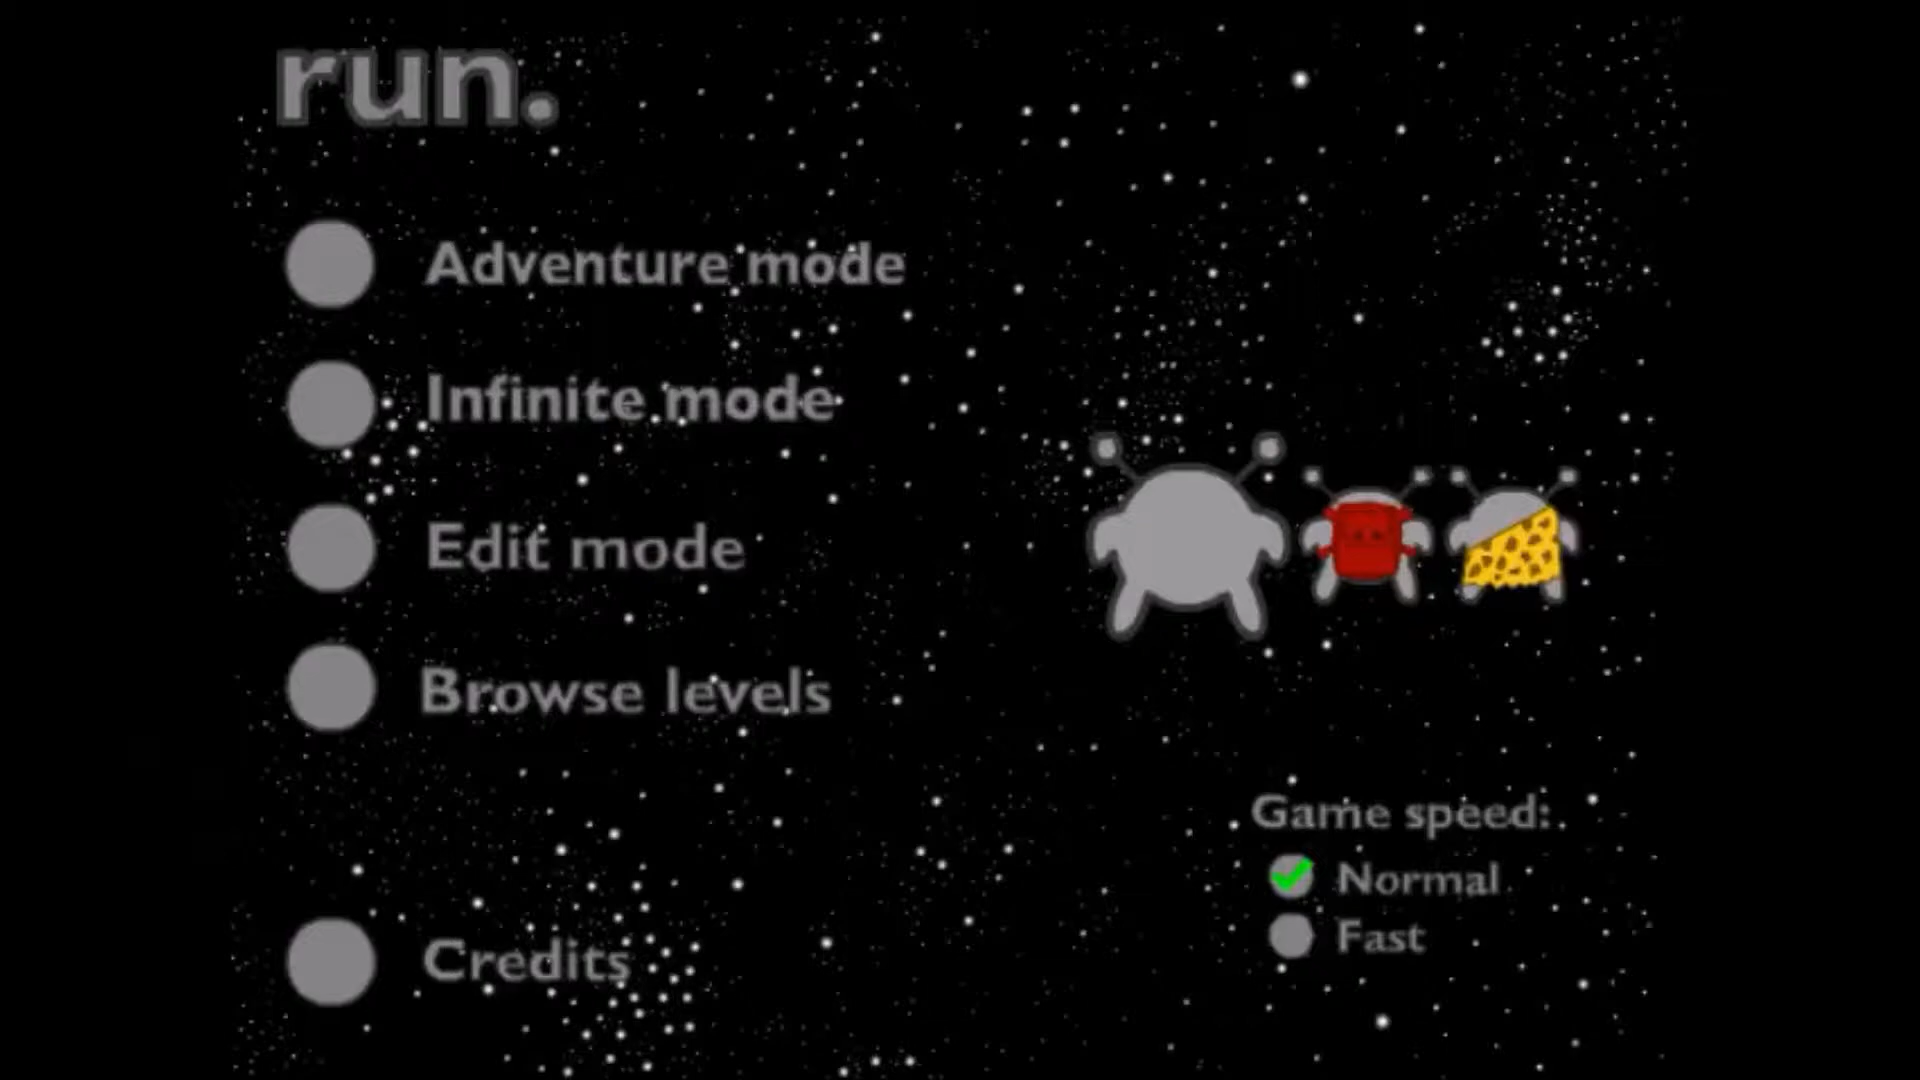 run.
Adventure mode
Infinite mode
Edit mode
Browse levels
Game speed:
Normal
Fast
Credits